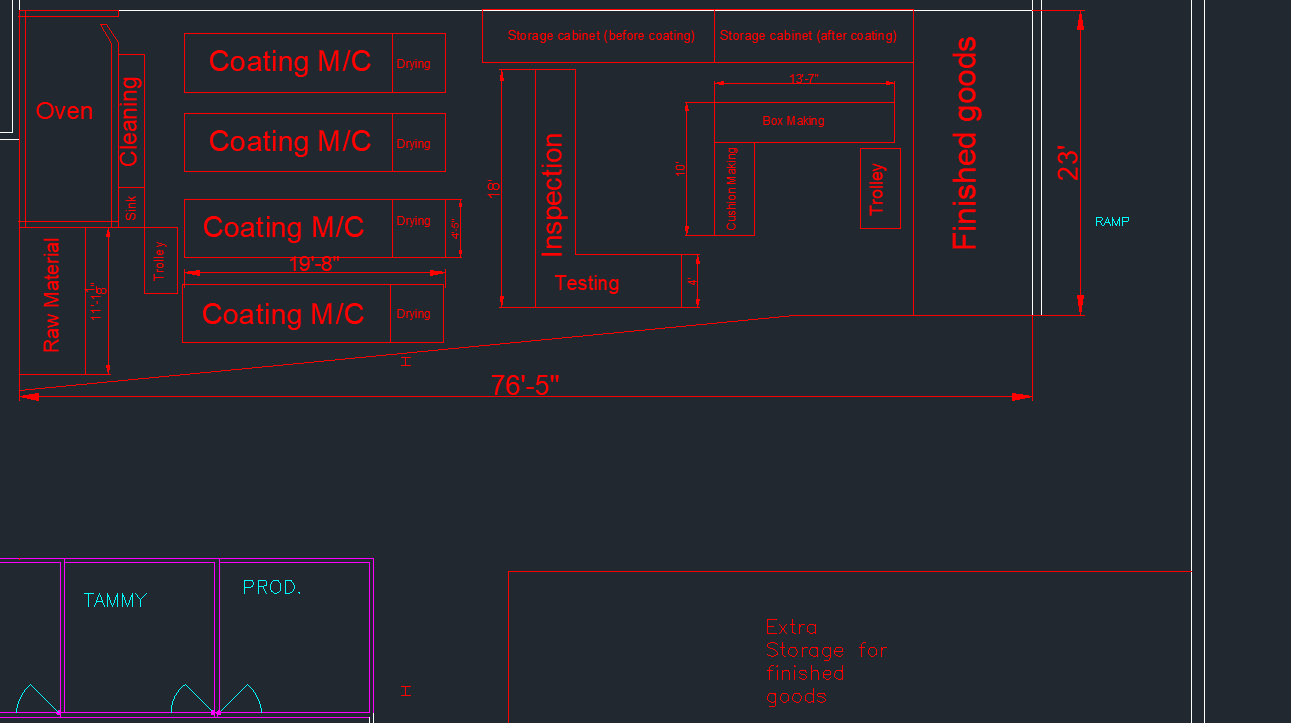 Oven
Cleaning
Sink
Trolley
Raw Material
Coating M/C
Drying
Coating M/C
Drying
Coating M/C
Drying
4'-5"
19'-8"
Coating M/C
Drying
Storage cabinet (before coating)
Storage cabinet (after coating)
18'
Inspection
Testing
4'
13'-7"
Box Making
10'
Cushion Making
Trolley
Finished goods
23'
RAMP
76'-5"
TAMMY
PROD.
Extra
Storage for
finished
goods